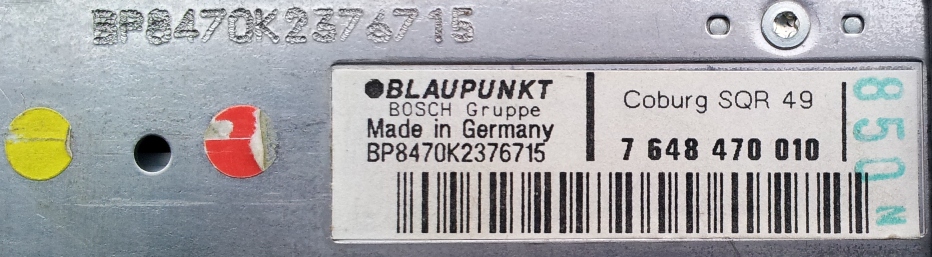 BP8470K2376715
BLAUPUNKT
BOSCH Gruppe
Made in Germany
BP8470K2376715
Coburg SQR 49
7 648 470 010
850 N